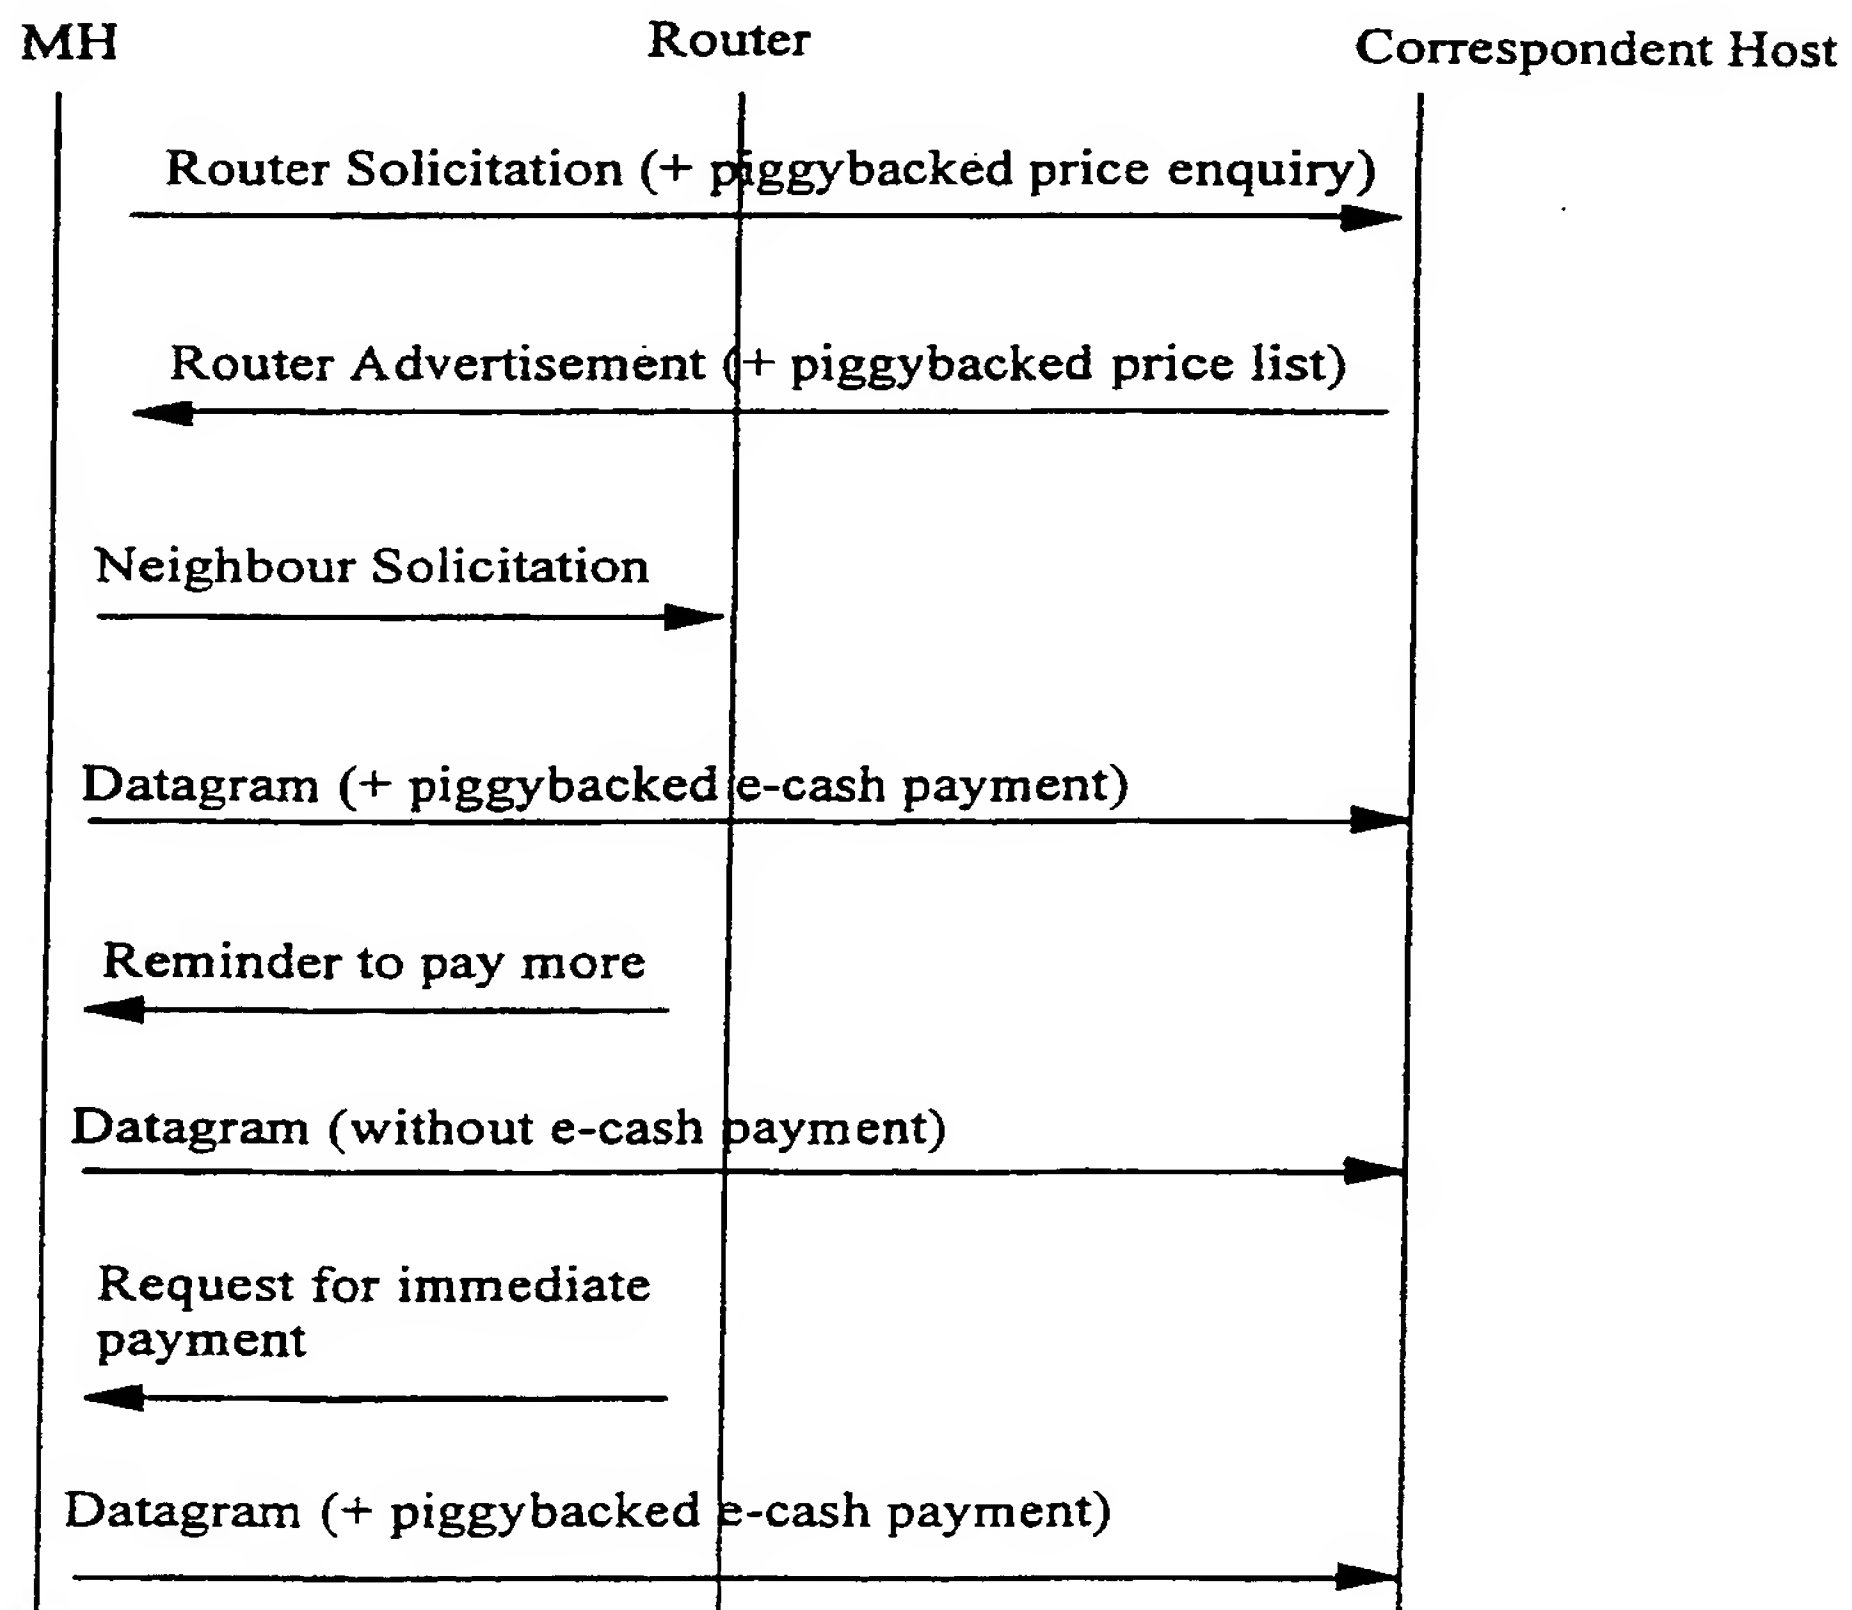 MH Router Correspondent Host
Router Solicitation (+ piggybacked price enquiry)
Router Advertisement (+ piggybacked price list)
Neighbour Solicitation
Datagram (+ piggybacked e-cash payment)
Reminder to pay more
Datagram (without e-cash payment)
Request for immediate
payment
Datagram (+ piggybacked e-cash payment)